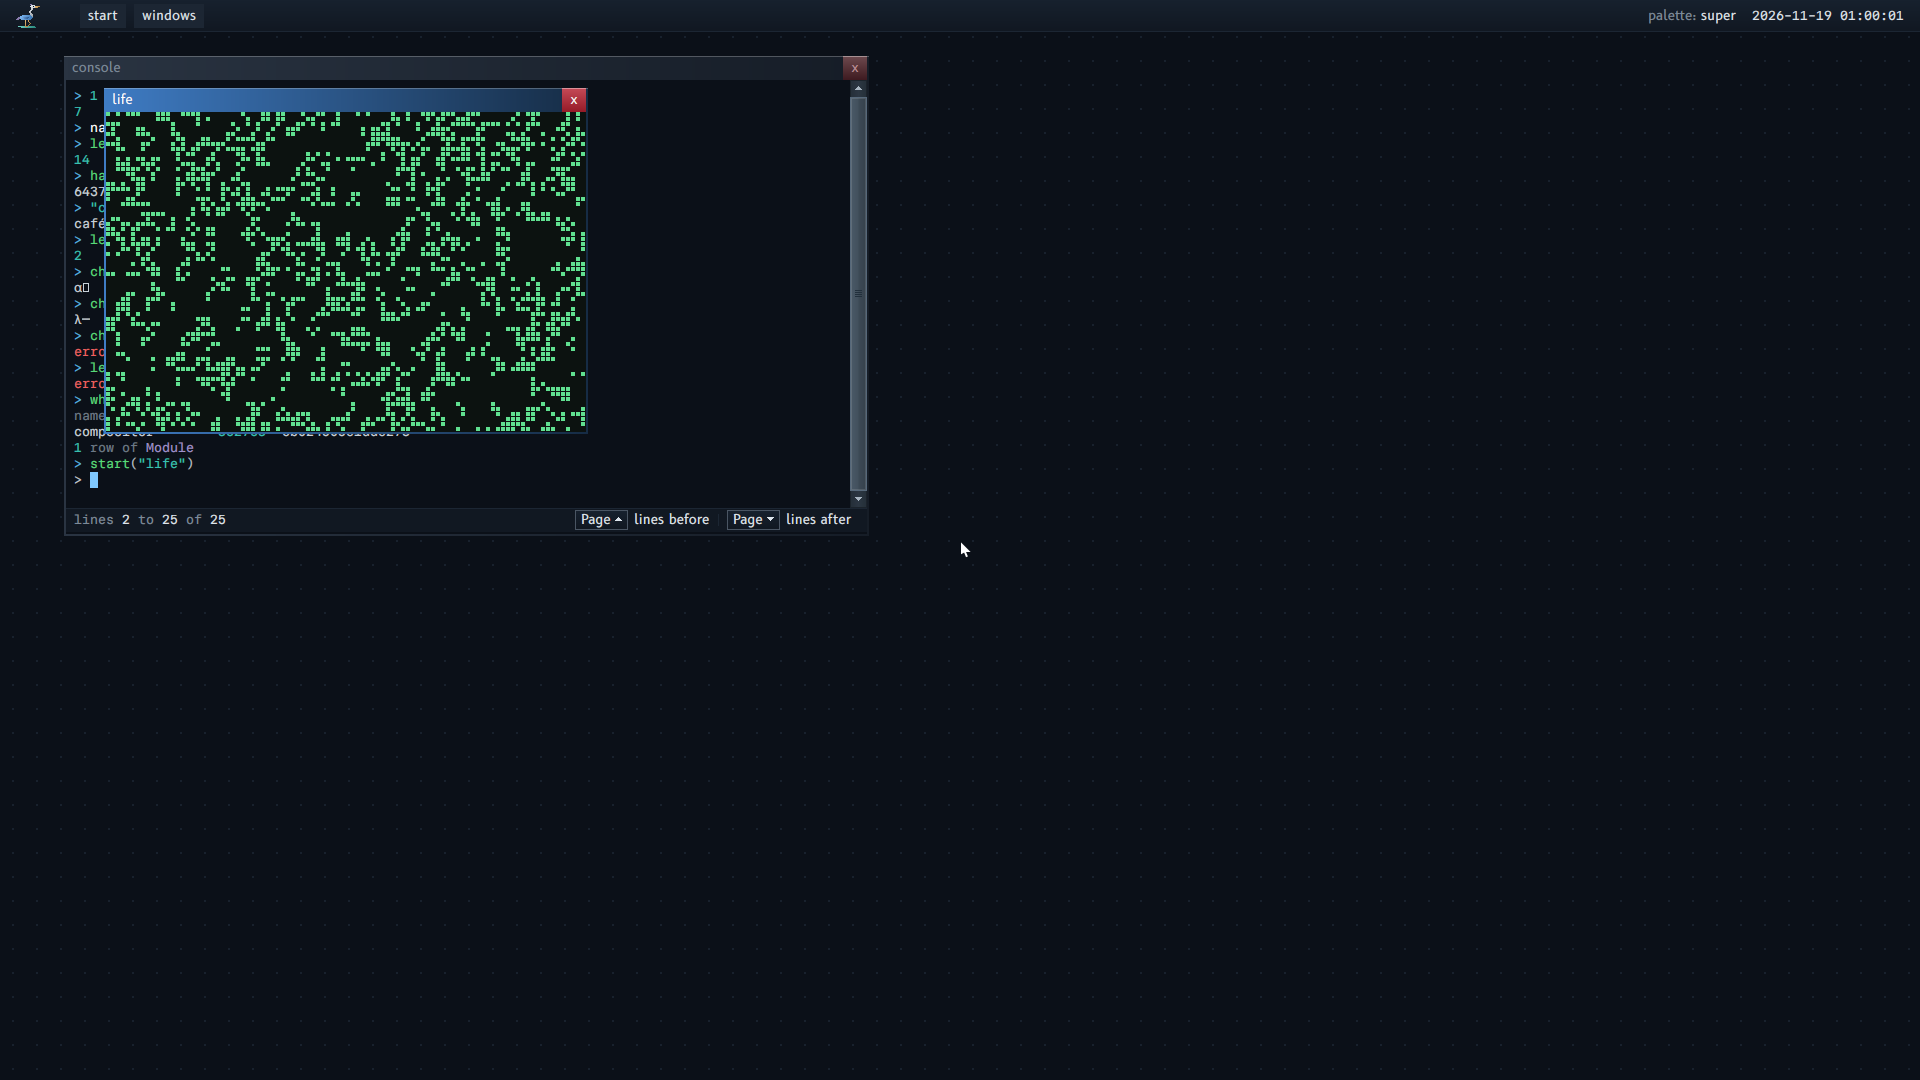 start windows palette: super 2026-11-19 01:00:01
console x
life x
> 1
7
> na
> le
14
> ha
6437
> "c
café
> le
2
> ch
α
> ch
λ—
> ch
erro
> le
erro
> wh
name
1 row of Module
> start("life")
>
lines 2 to 25 of 25 Page lines before Page lines after